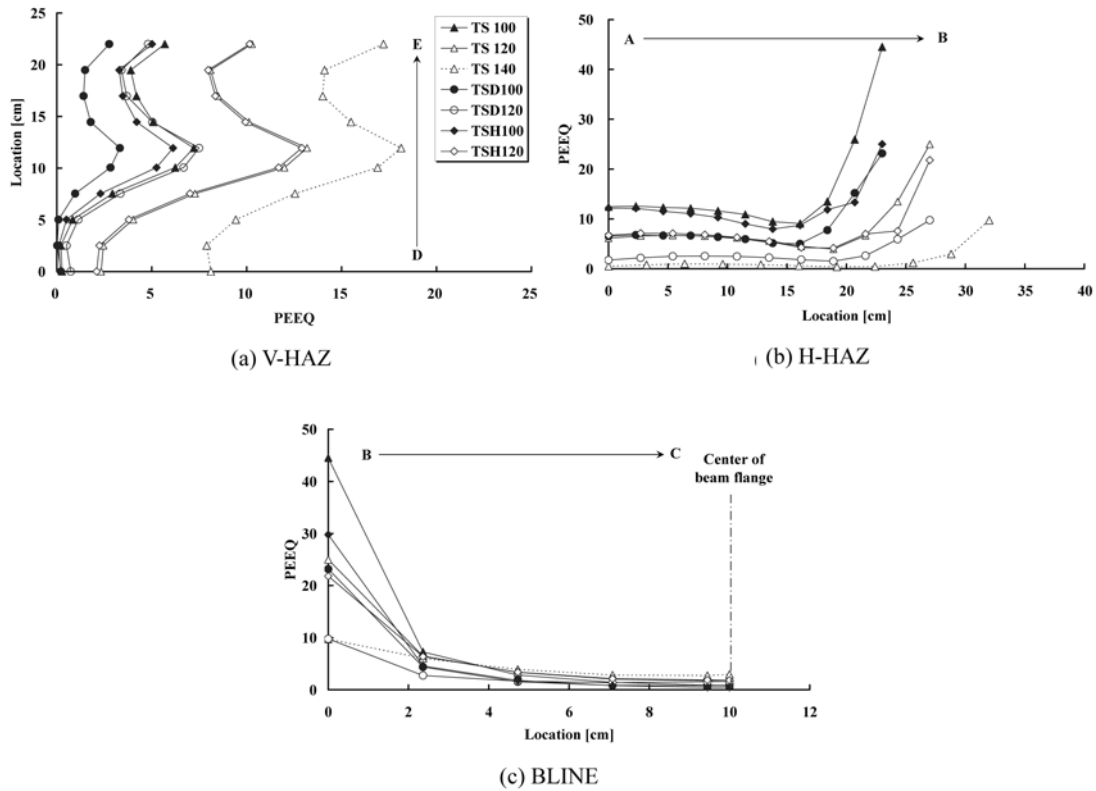 25
20
15
10
5
0
Location [cm]
0
5
10
15
20
25
PEEQ
E
D
TS 100
TS 120
TS 140
TSD100
TSD120
TSH100
TSH120
(a) V-HAZ
50
40
30
20
10
0
PEEQ
A
B
0
5
10
15
20
25
30
35
40
Location [cm]
(b) H-HAZ
50
40
30
20
10
0
PEEQ
B
C
Center of
beam flange
0
2
4
6
8
10
12
Location [cm]
(c) BLINE